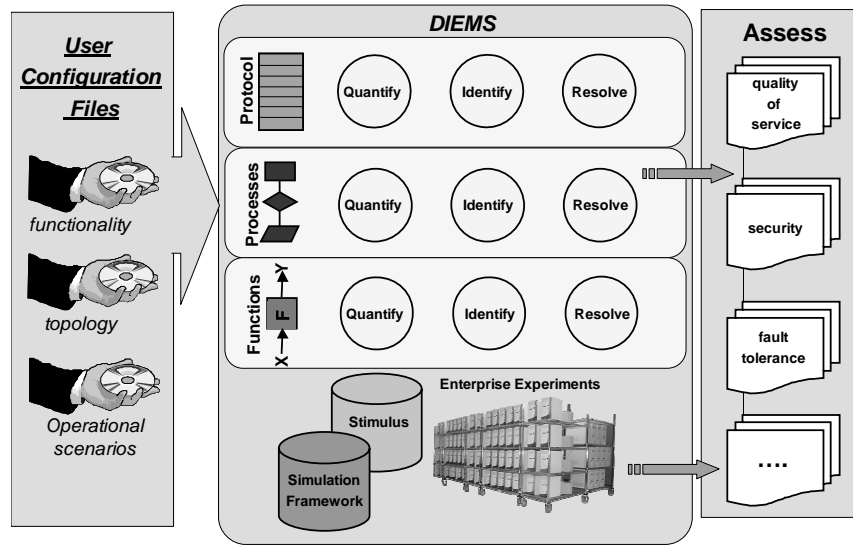 User
Configuration
Files
functionality
topology
Operational
scenarios
DIEMS
Protocol
Quantify
Identify
Resolve
Processes
Quantify
Identify
Resolve
Functions
X
F
Y
Quantify
Identify
Resolve
Stimulus
Simulation
Framework
Enterprise Experiments
Assess
quality
of
service
security
fault
tolerance
....